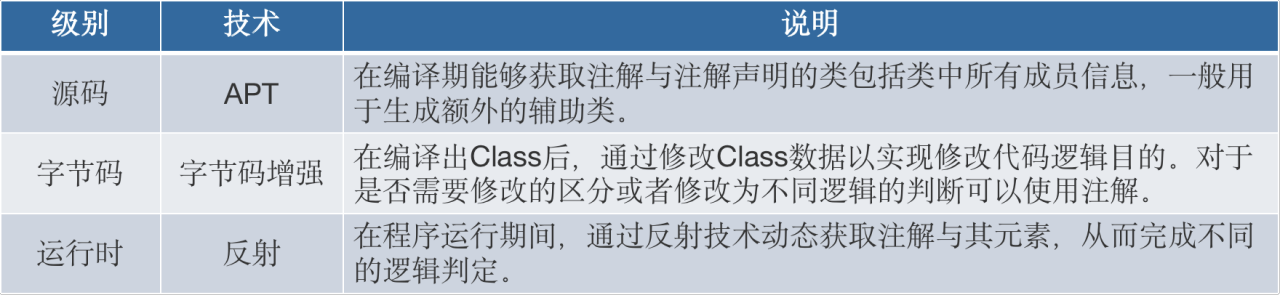 级别 技术 说明
源码 APT 在编译期能够获取注解与注解声明的类包括类中所有成员信息，一般用
于生成额外的辅助类。
字节码 字节码增强 在编译出Class后，通过修改Class数据以实现修改代码逻辑目的。对于
是否需要修改的区分或者修改为不同逻辑的判断可以使用注解。
运行时 反射 在程序运行期间，通过反射技术动态获取注解与其元素，从而完成不同
的逻辑判定。